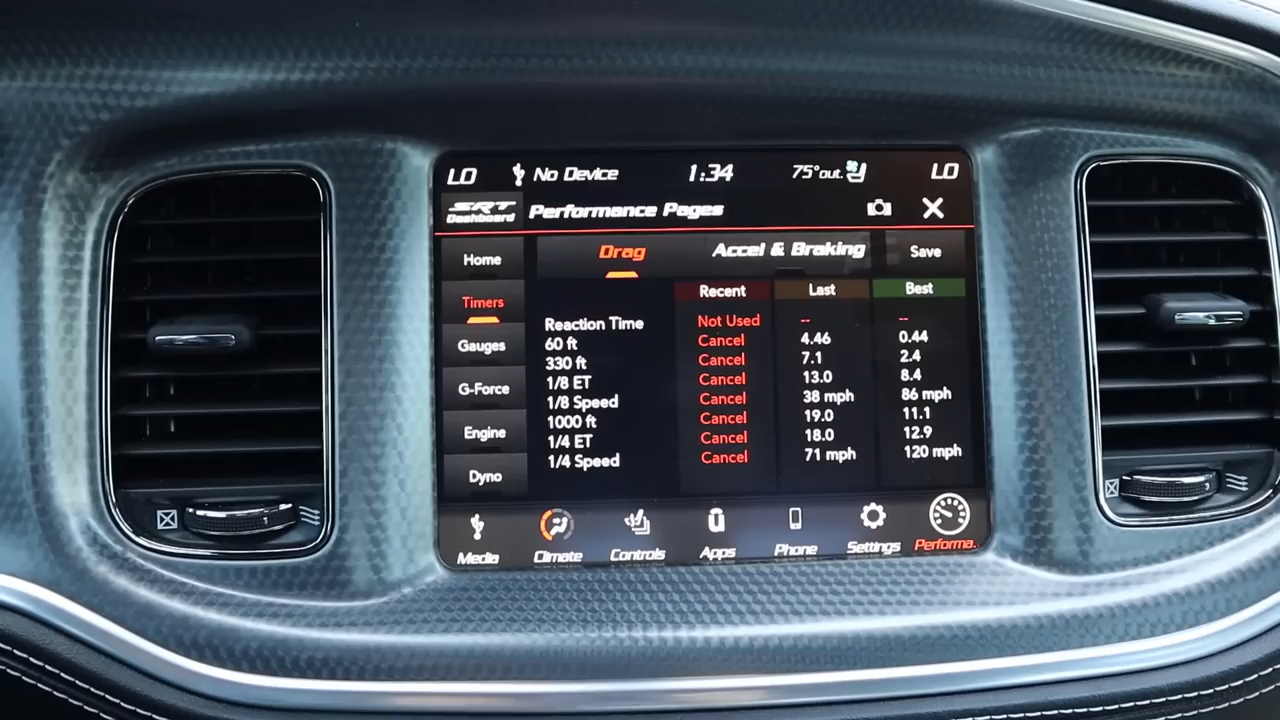 LO No Device 1:34 75°out. LO
SRT Dashboard Performance Pages
Home Drag Accel & Braking Save
Recent Last Best
Timers
Reaction Time Not Used -- --
60 ft Cancel 4.46 0.44
Gauges
330 ft Cancel 7.1 2.4
1/8 ET Cancel 13.0 8.4
G-Force
1/8 Speed Cancel 38 mph 86 mph
1000 ft Cancel 19.0 11.1
Engine
1/4 ET Cancel 18.0 12.9
1/4 Speed Cancel 71 mph 120 mph
Dyno
Media Climate Controls Apps Phone Settings Performa.